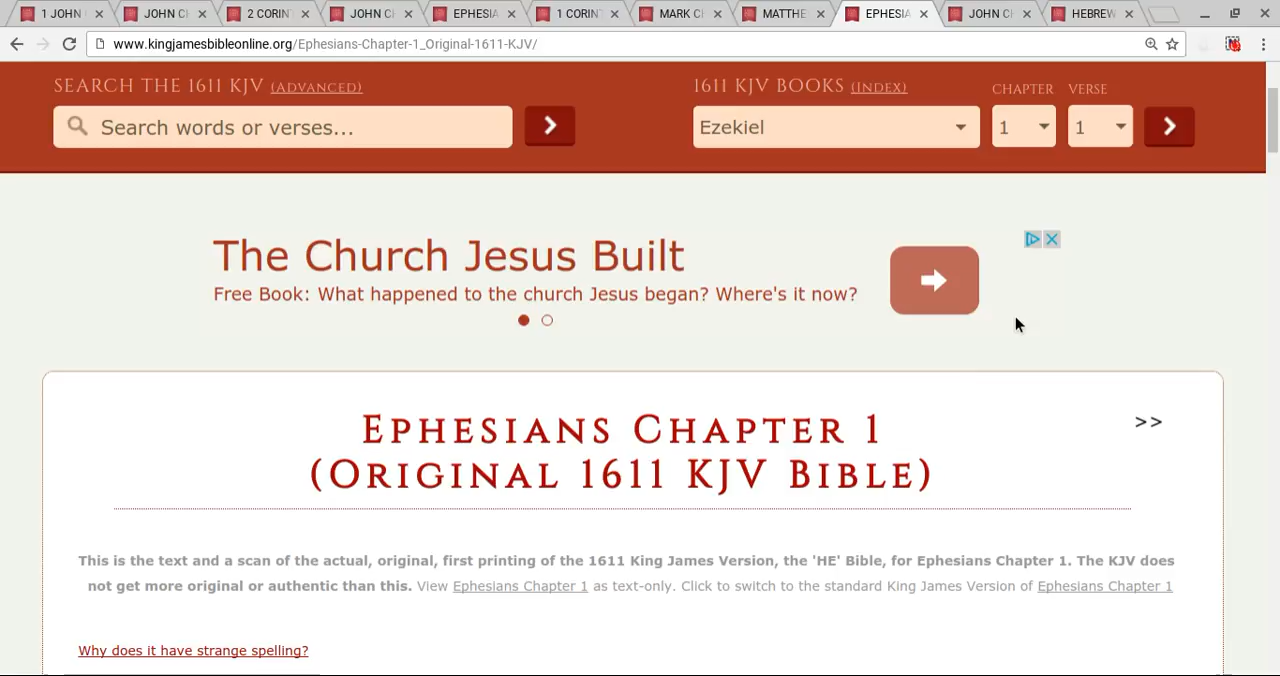 1 JOHN
JOHN C
2 CORIN
JOHN C
EPHESIA
1 CORIN
MARK C
MATTHE
EPHESIA
JOHN C
HEBREW
www.kingjamesbibleonline.org/Ephesians-Chapter-1_Original-1611-KJV/
SEARCH THE 1611 KJV (ADVANCED)
1611 KJV BOOKS (INDEX)
CHAPTER
VERSE
Search words or verses...
Ezekiel
1
1
The Church Jesus Built
Free Book: What happened to the church Jesus began? Where's it now?
EPHESIANS CHAPTER 1
(ORIGINAL 1611 KJV BIBLE)
>>
This is the text and a scan of the actual, original, first printing of the 1611 King James Version, the 'HE' Bible, for Ephesians Chapter 1. The KJV does
not get more original or authentic than this. View Ephesians Chapter 1 as text-only. Click to switch to the standard King James Version of Ephesians Chapter 1
Why does it have strange spelling?